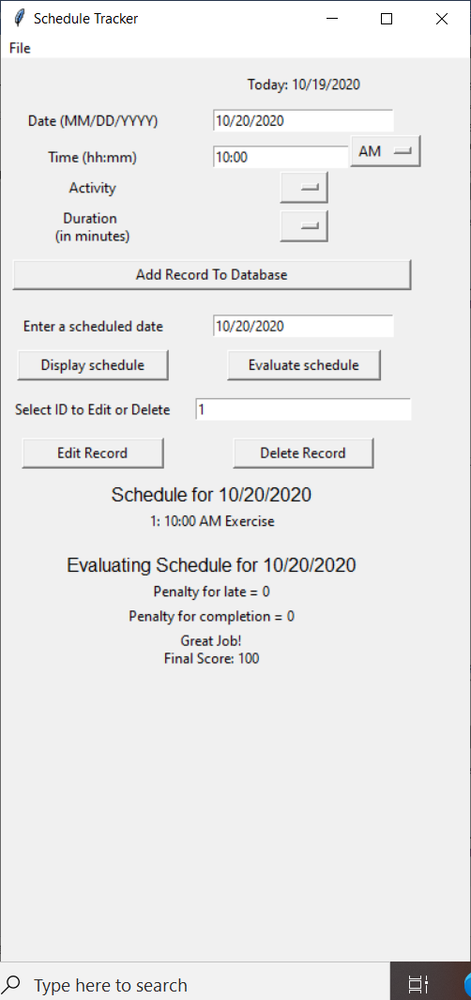 Schedule Tracker
File
Today: 10/19/2020
Date (MM/DD/YYYY) 10/20/2020
Time (hh:mm) 10:00 AM
Activity
Duration
(in minutes)
Add Record To Database
Enter a scheduled date 10/20/2020
Display schedule Evaluate schedule
Select ID to Edit or Delete 1
Edit Record Delete Record
Schedule for 10/20/2020
1: 10:00 AM Exercise
Evaluating Schedule for 10/20/2020
Penalty for late = 0
Penalty for completion = 0
Great Job!
Final Score: 100
Type here to search